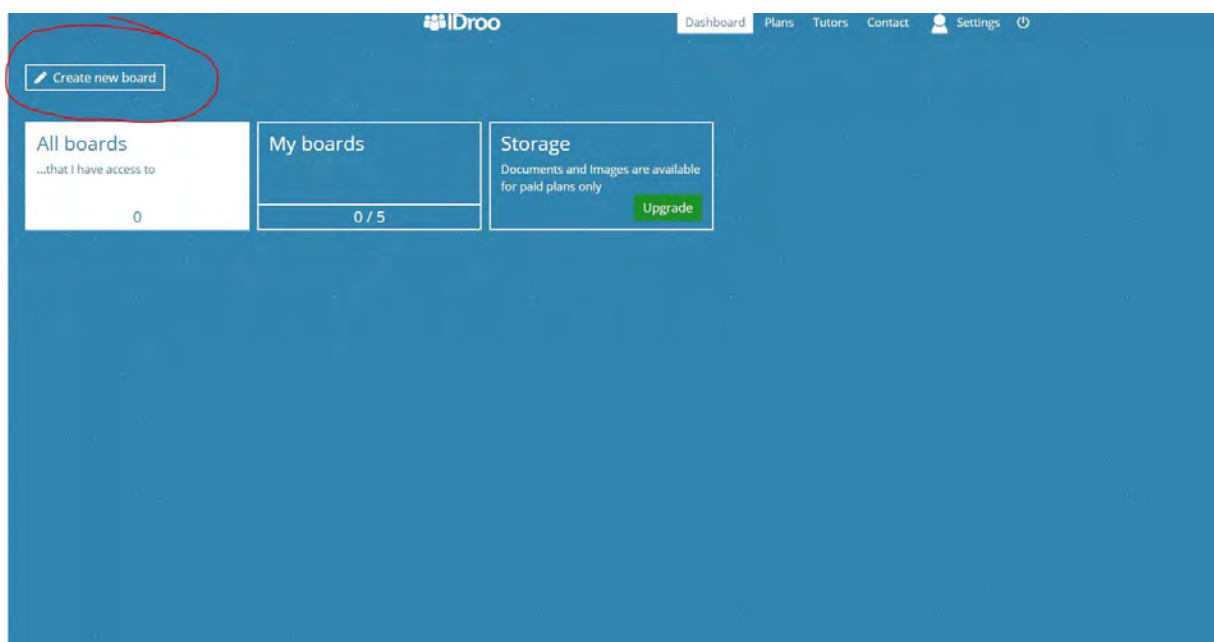 IDroo
Dashboard Plans Tutors Contact Settings
Create new board
All boards
...that I have access to
0
My boards
0 / 5
Storage
Documents and Images are available
for paid plans only
Upgrade